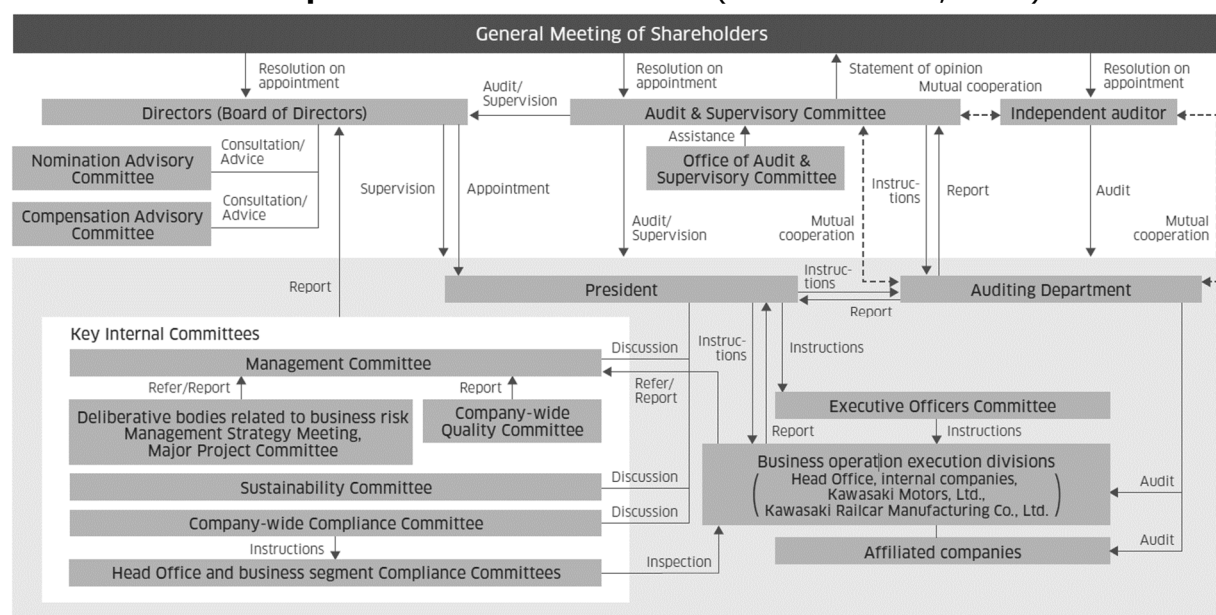 General Meeting of Shareholders
Resolution on
appointment
Audit/
Supervision
Resolution on
appointment
Statement of opinion
Mutual cooperation
Resolution on
appointment
Directors (Board of Directors)
Audit & Supervisory Committee
Independent auditor
Nomination Advisory
Committee
Consultation/
Advice
Compensation Advisory
Committee
Consultation/
Advice
Supervision
Appointment
Assistance
Office of Audit &
Supervisory Committee
Audit/
Supervision
Mutual
cooperation
Instruc-
tions
Report
Audit
Mutual
cooperation
Report
President
Instruc-
tions
Report
Auditing Department
Key Internal Committees
Management Committee
Discussion
Instruc-
tions
Instructions
Refer/Report
Report
Refer/
Report
Deliberative bodies related to business risk
Management Strategy Meeting,
Major Project Committee
Company-wide
Quality Committee
Executive Officers Committee
Report
Instructions
Business operation execution divisions
Head Office, internal companies,
Kawasaki Motors, Ltd.,
Kawasaki Railcar Manufacturing Co., Ltd.
Audit
Sustainability Committee
Discussion
Company-wide Compliance Committee
Discussion
Instructions
Head Office and business segment Compliance Committees
Inspection
Affiliated companies
Audit